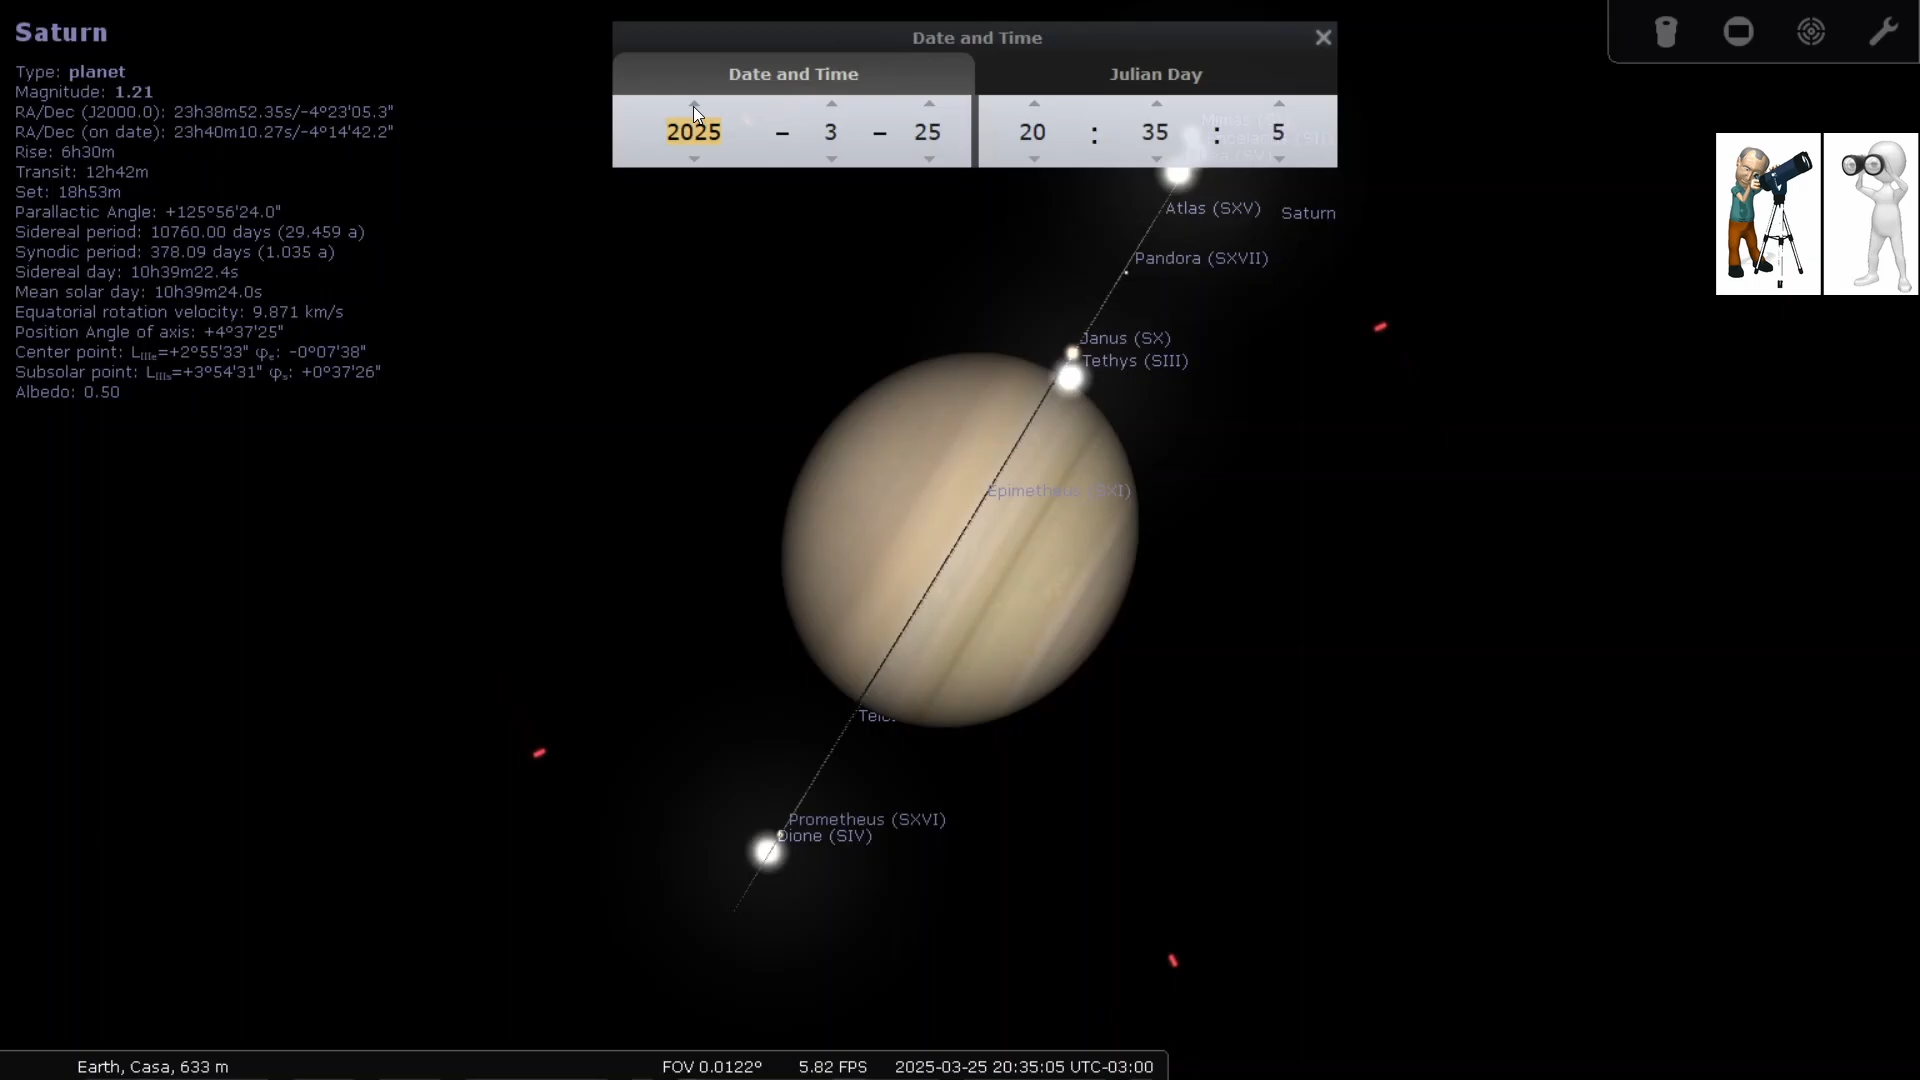 Saturn
Type: planet
Magnitude: 1.21
RA/Dec (J2000.0): 23h38m52.35s/-4°23'05.3"
RA/Dec (on date): 23h40m10.27s/-4°14'42.2"
Rise: 6h30m
Transit: 12h42m
Set: 18h53m
Parallactic Angle: +125°56'24.0"
Sidereal period: 10760.00 days (29.459 a)
Synodic period: 378.09 days (1.035 a)
Sidereal day: 10h39m22.4s
Mean solar day: 10h39m24.0s
Equatorial rotation velocity: 9.871 km/s
Position Angle of axis: +4°37'25"
Center point: LIIIe=+2°55'33" φe: -0°07'38"
Subsolar point: LIIIs=+3°54'31" φs: +0°37'26"
Albedo: 0.50
Date and Time
Date and Time Julian Day
2025 – 3 – 25 20 : 35 : 5
Atlas (SXV) Saturn
Pandora (SXVII)
Janus (SX)
Tethys (SIII)
Epimetheus (SXI)
Prometheus (SXVI)
Dione (SIV)
Earth, Casa, 633 m FOV 0.0122° 5.82 FPS 2025-03-25 20:35:05 UTC-03:00